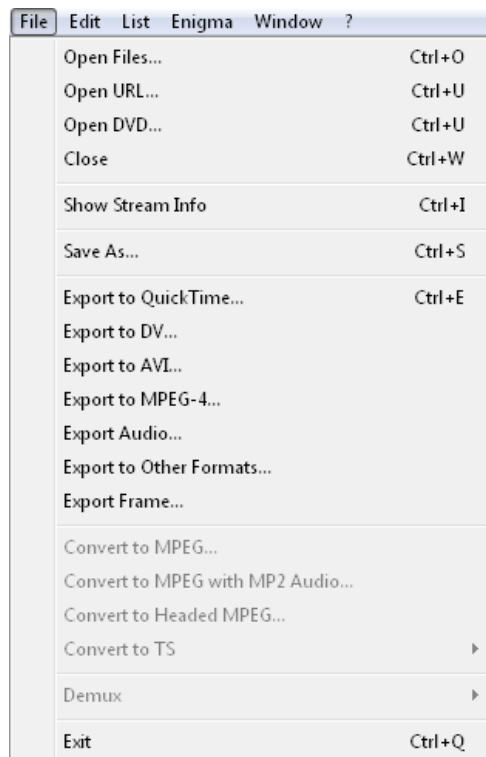 File Edit List Enigma Window ?
Open Files... Ctrl+O
Open URL... Ctrl+U
Open DVD... Ctrl+U
Close Ctrl+W
Show Stream Info Ctrl+I
Save As... Ctrl+S
Export to QuickTime... Ctrl+E
Export to DV...
Export to AVI...
Export to MPEG-4...
Export Audio...
Export to Other Formats...
Export Frame...
Convert to MPEG...
Convert to MPEG with MP2 Audio...
Convert to Headed MPEG...
Convert to TS
Demux
Exit Ctrl+Q